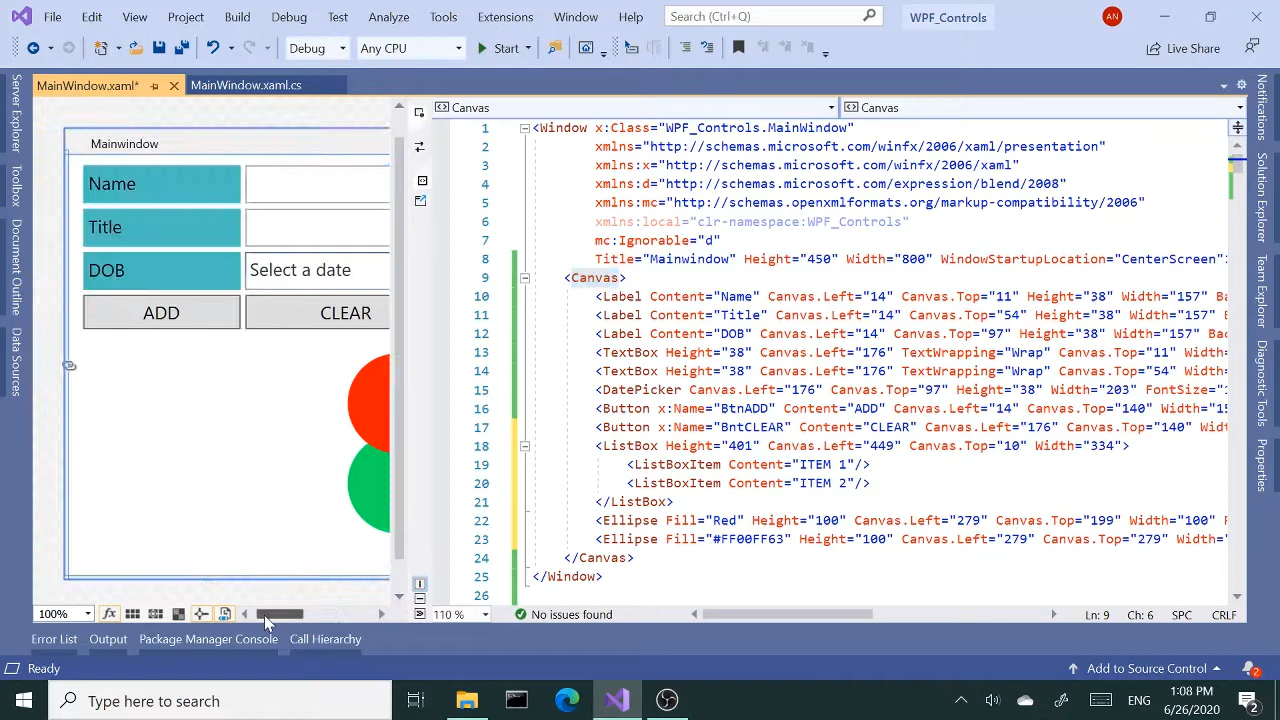 File Edit View Git Project Build Debug Test Analyze Tools Extensions Window Help Search (Ctrl+Q) WPF_Controls AN
Debug Any CPU Start Live Share
MainWindow.xaml* MainWindow.xaml.cs
Server Explorer
Toolbox
Document Outline
Data Sources
Mainwindow
Name
Title
DOB Select a date
ADD CLEAR
100%
Canvas Canvas
1 <Window x:Class="WPF_Controls.MainWindow"
2 xmlns="http://schemas.microsoft.com/winfx/2006/xaml/presentation"
3 xmlns:x="http://schemas.microsoft.com/winfx/2006/xaml"
4 xmlns:d="http://schemas.microsoft.com/expression/blend/2008"
5 xmlns:mc="http://schemas.openxmlformats.org/markup-compatibility/2006"
6 xmlns:local="clr-namespace:WPF_Controls"
7 mc:Ignorable="d"
8 Title="Mainwindow" Height="450" Width="800" WindowStartupLocation="CenterScreen"
9 <Canvas>
10 <Label Content="Name" Canvas.Left="14" Canvas.Top="11" Height="38" Width="157" Ba
11 <Label Content="Title" Canvas.Left="14" Canvas.Top="54" Height="38" Width="157" B
12 <Label Content="DOB" Canvas.Left="14" Canvas.Top="97" Height="38" Width="157" Bac
13 <TextBox Height="38" Canvas.Left="176" TextWrapping="Wrap" Canvas.Top="11" Width=
14 <TextBox Height="38" Canvas.Left="176" TextWrapping="Wrap" Canvas.Top="54" Width=
15 <DatePicker Canvas.Left="176" Canvas.Top="97" Height="38" Width="203" FontSize="1
16 <Button x:Name="BtnADD" Content="ADD" Canvas.Left="14" Canvas.Top="140" Width="15
17 <Button x:Name="BntCLEAR" Content="CLEAR" Canvas.Left="176" Canvas.Top="140" Widt
18 <ListBox Height="401" Canvas.Left="449" Canvas.Top="10" Width="334">
19 <ListBoxItem Content="ITEM 1"/>
20 <ListBoxItem Content="ITEM 2"/>
21 </ListBox>
22 <Ellipse Fill="Red" Height="100" Canvas.Left="279" Canvas.Top="199" Width="100"
23 <Ellipse Fill="#FF00FF63" Height="100" Canvas.Left="279" Canvas.Top="279" Width=
24 </Canvas>
25 </Window>
26
110 % No issues found Ln: 9 Ch: 6 SPC CRLF
Notifications
Solution Explorer
Team Explorer
Diagnostic Tools
Properties
Error List Output Package Manager Console Call Hierarchy
Ready Add to Source Control 2
Type here to search ENG 1:08 PM
6/26/2020 2